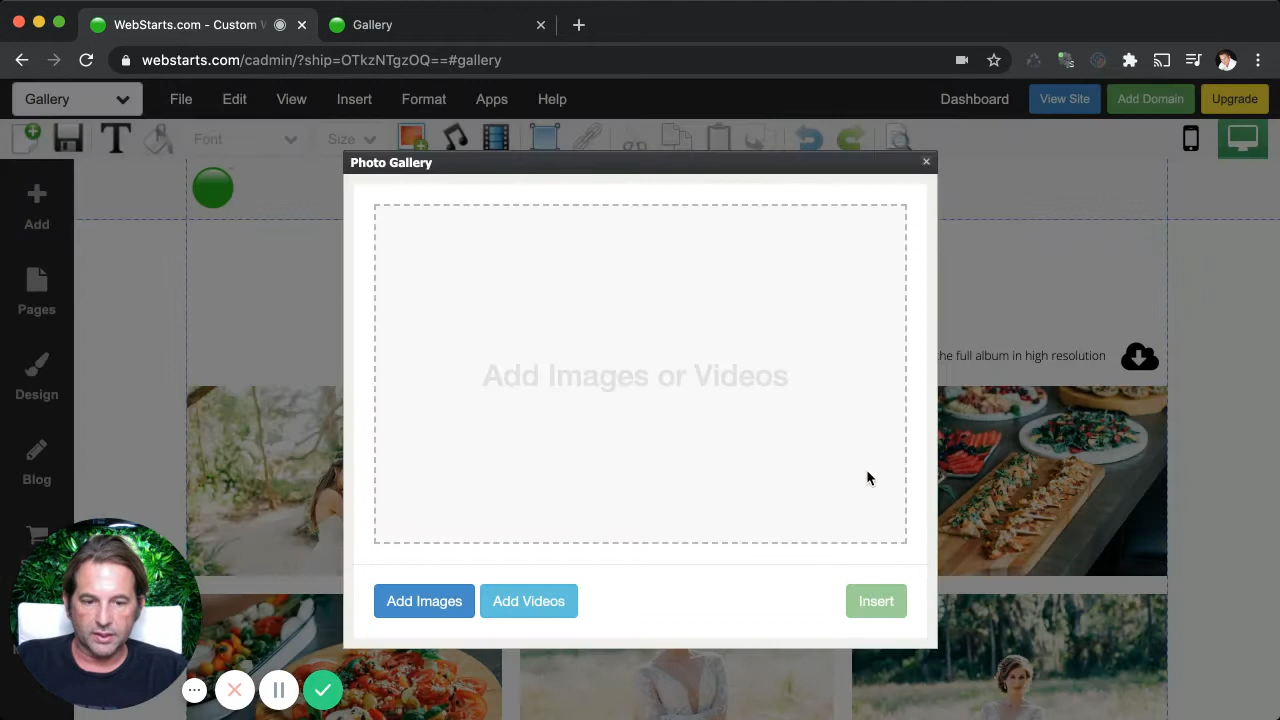 WebStarts.com - Custom
Gallery
webstarts.com/cadmin/?ship=OTkzNTgzOQ==#gallery
Gallery
File
Edit
View
Insert
Format
Apps
Help
Dashboard
View Site
Add Domain
Upgrade
T
Font
Size
Photo Gallery
Add
Pages
Design
Blog
the full album in high resolution
Add Images or Videos
Add Images
Add Videos
Insert